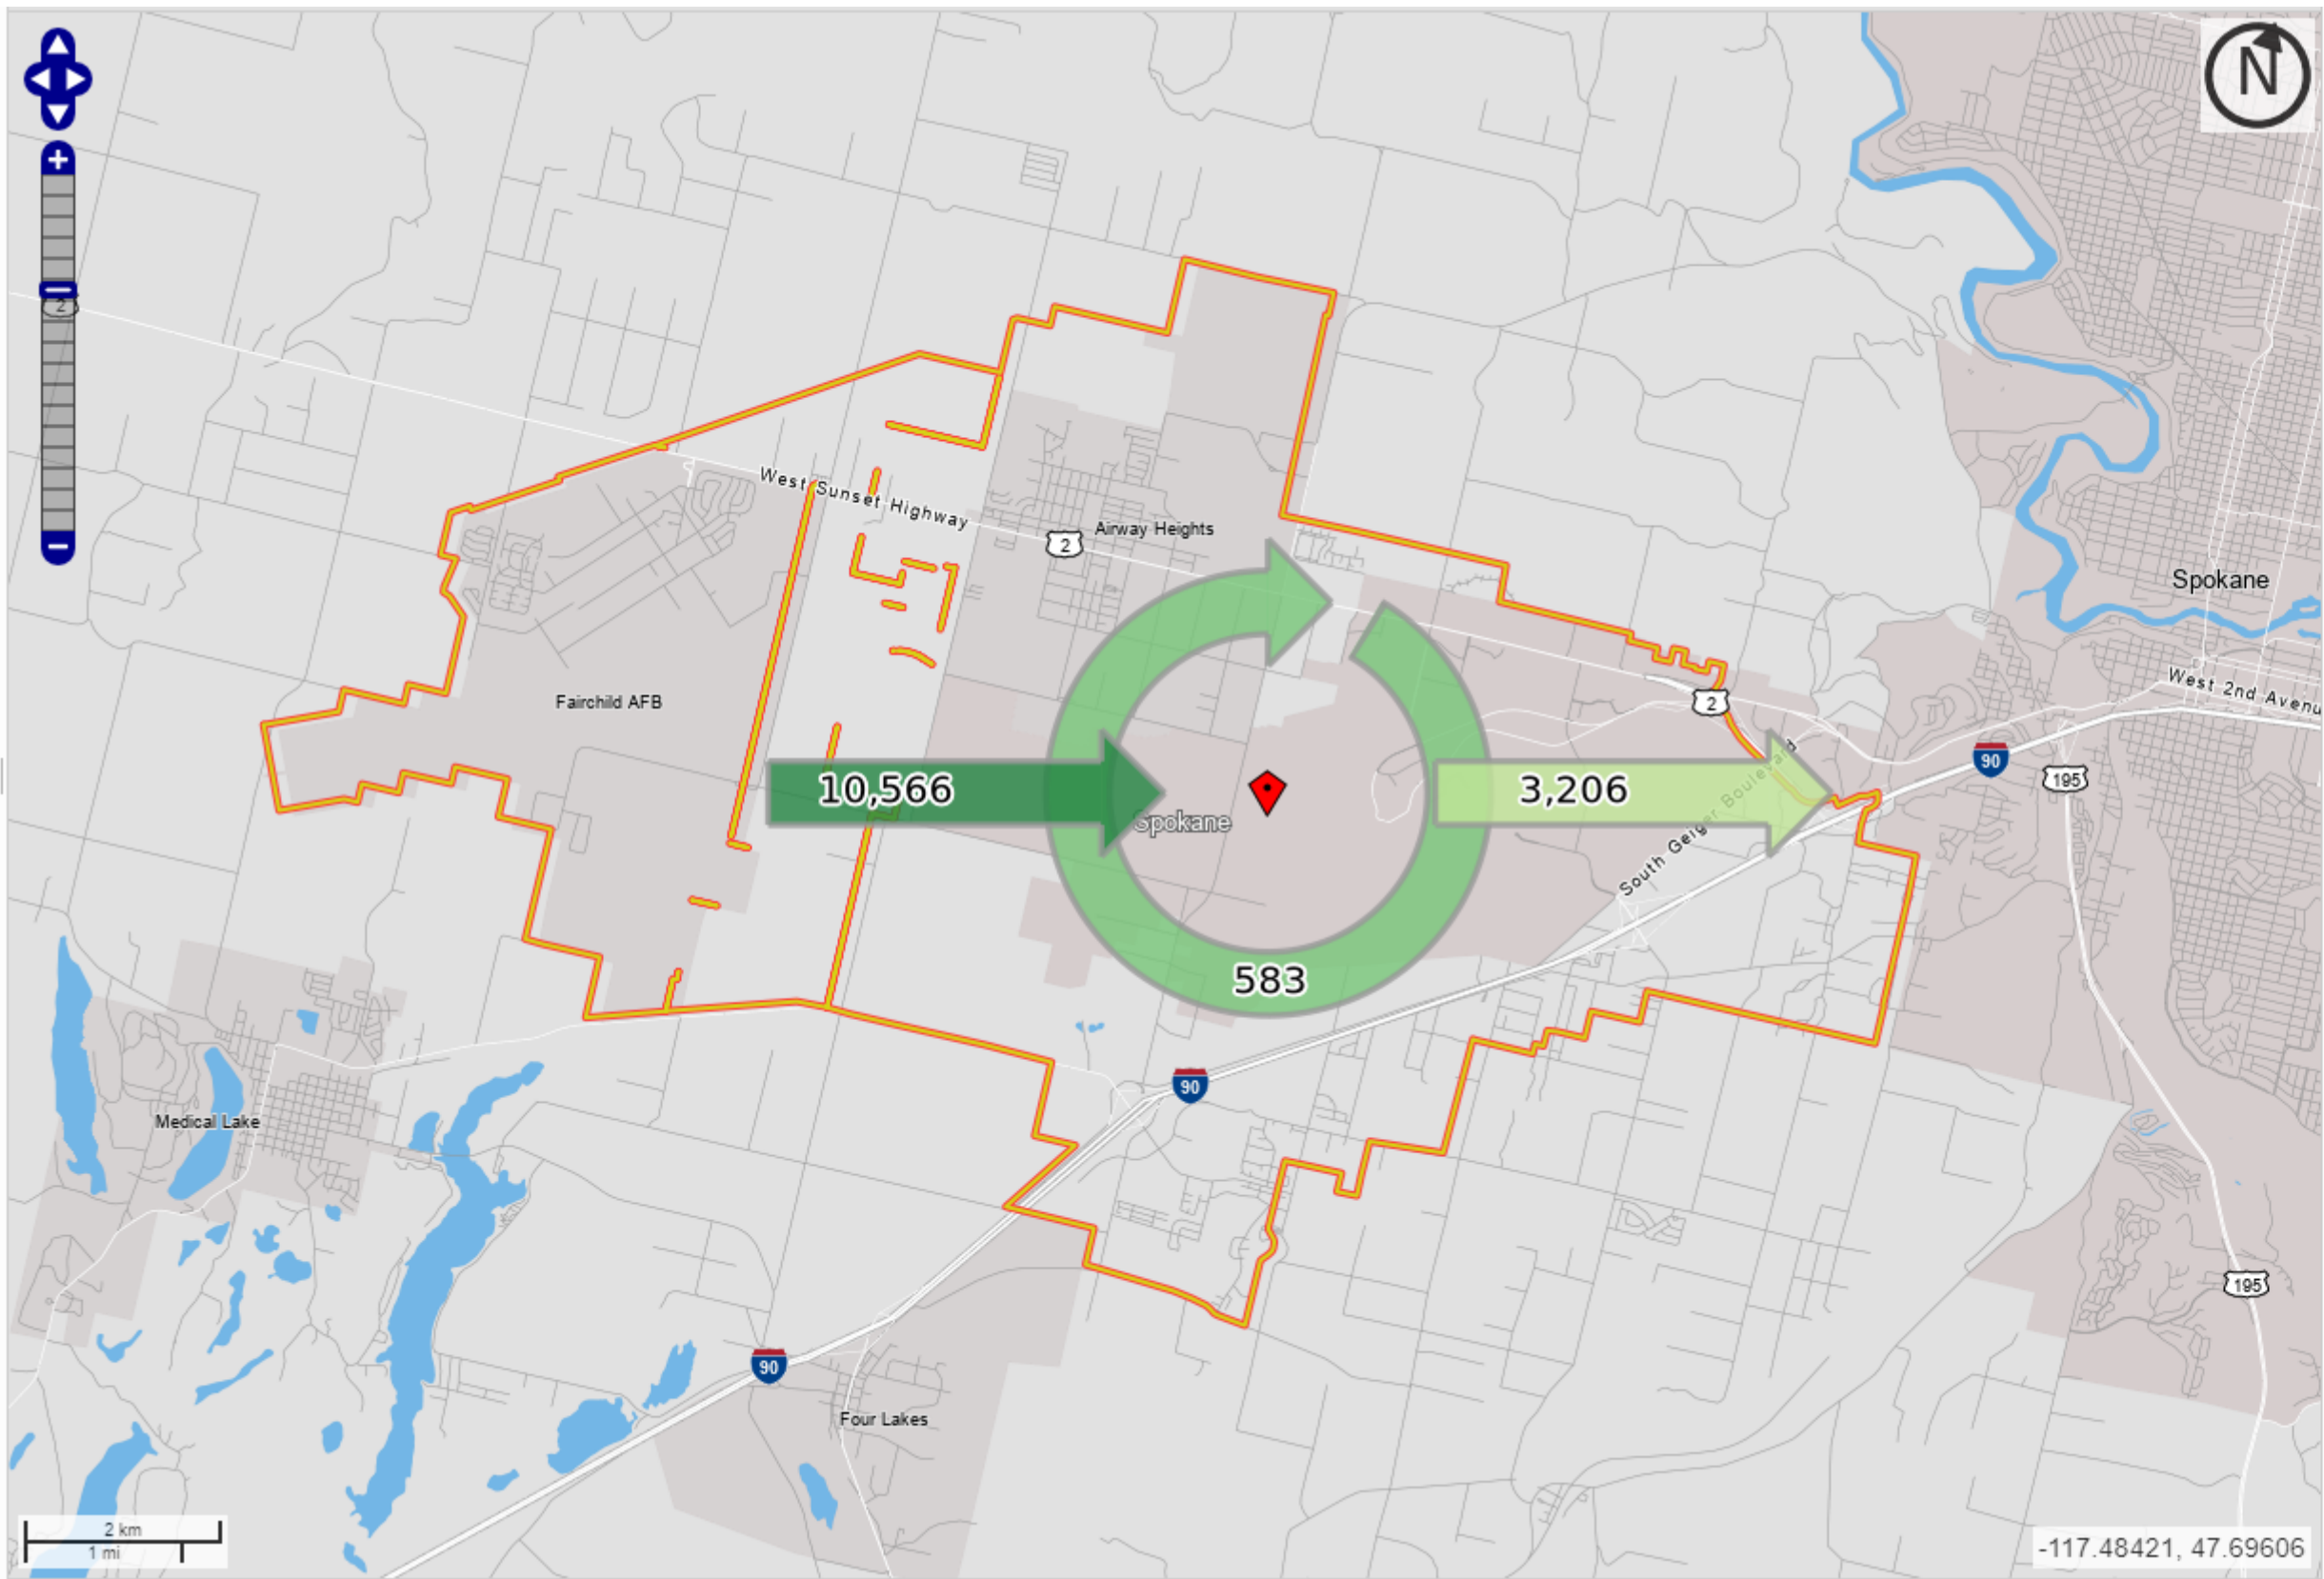 N
+
2
West Sunset Highway
2
Airway Heights
Spokane
Fairchild AFB
2
West 2nd Avenu
90
195
10,566
3,206
Spokane
South Geiger Boulevard
583
90
Medical Lake
195
90
Four Lakes
2 km
1 mi
-117.48421, 47.69606